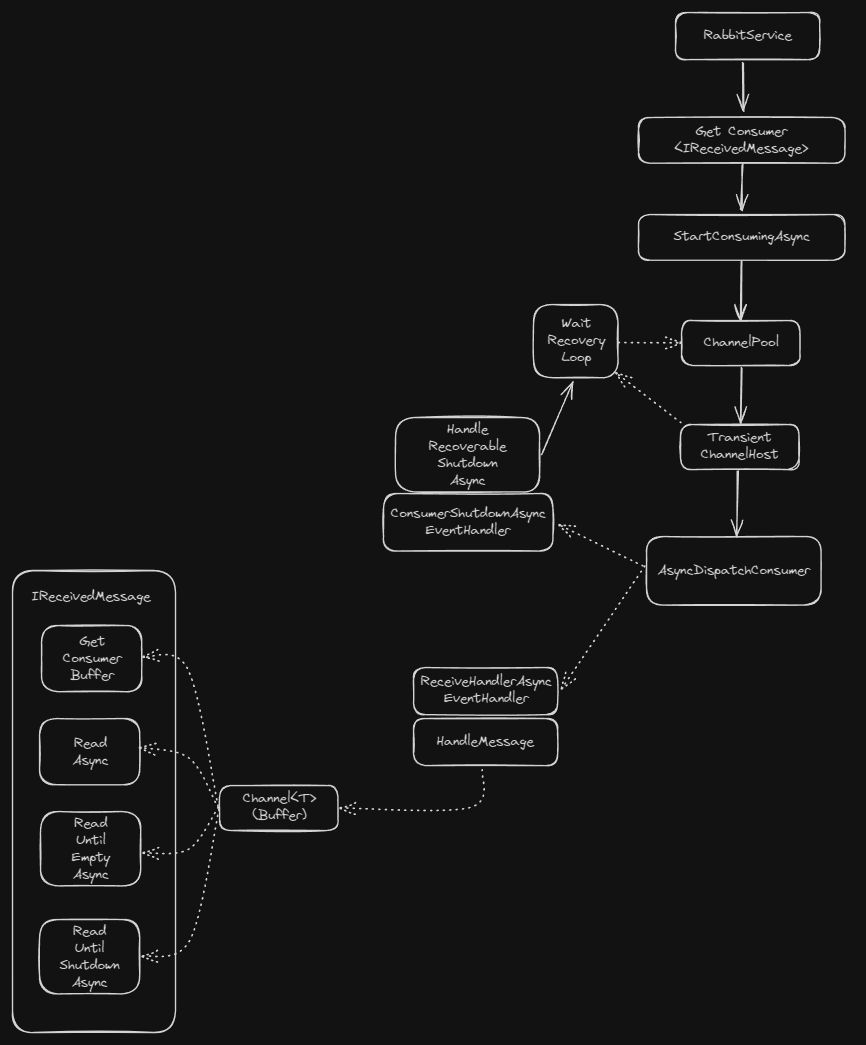 RabbitService
Get Consumer
<IReceivedMessage>
StartConsumingAsync
Wait
Recovery
Loop
ChannelPool
Handle
Recoverable
Shutdown
Async
Transient
ChannelHost
ConsumerShutdownAsync
EventHandler
AsyncDispatchConsumer
IReceivedMessage
Get
Consumer
Buffer
ReceiveHandlerAsync
EventHandler
HandleMessage
Read
Async
Channel<T>
(Buffer)
Read
Until
Empty
Async
Read
Until
Shutdown
Async